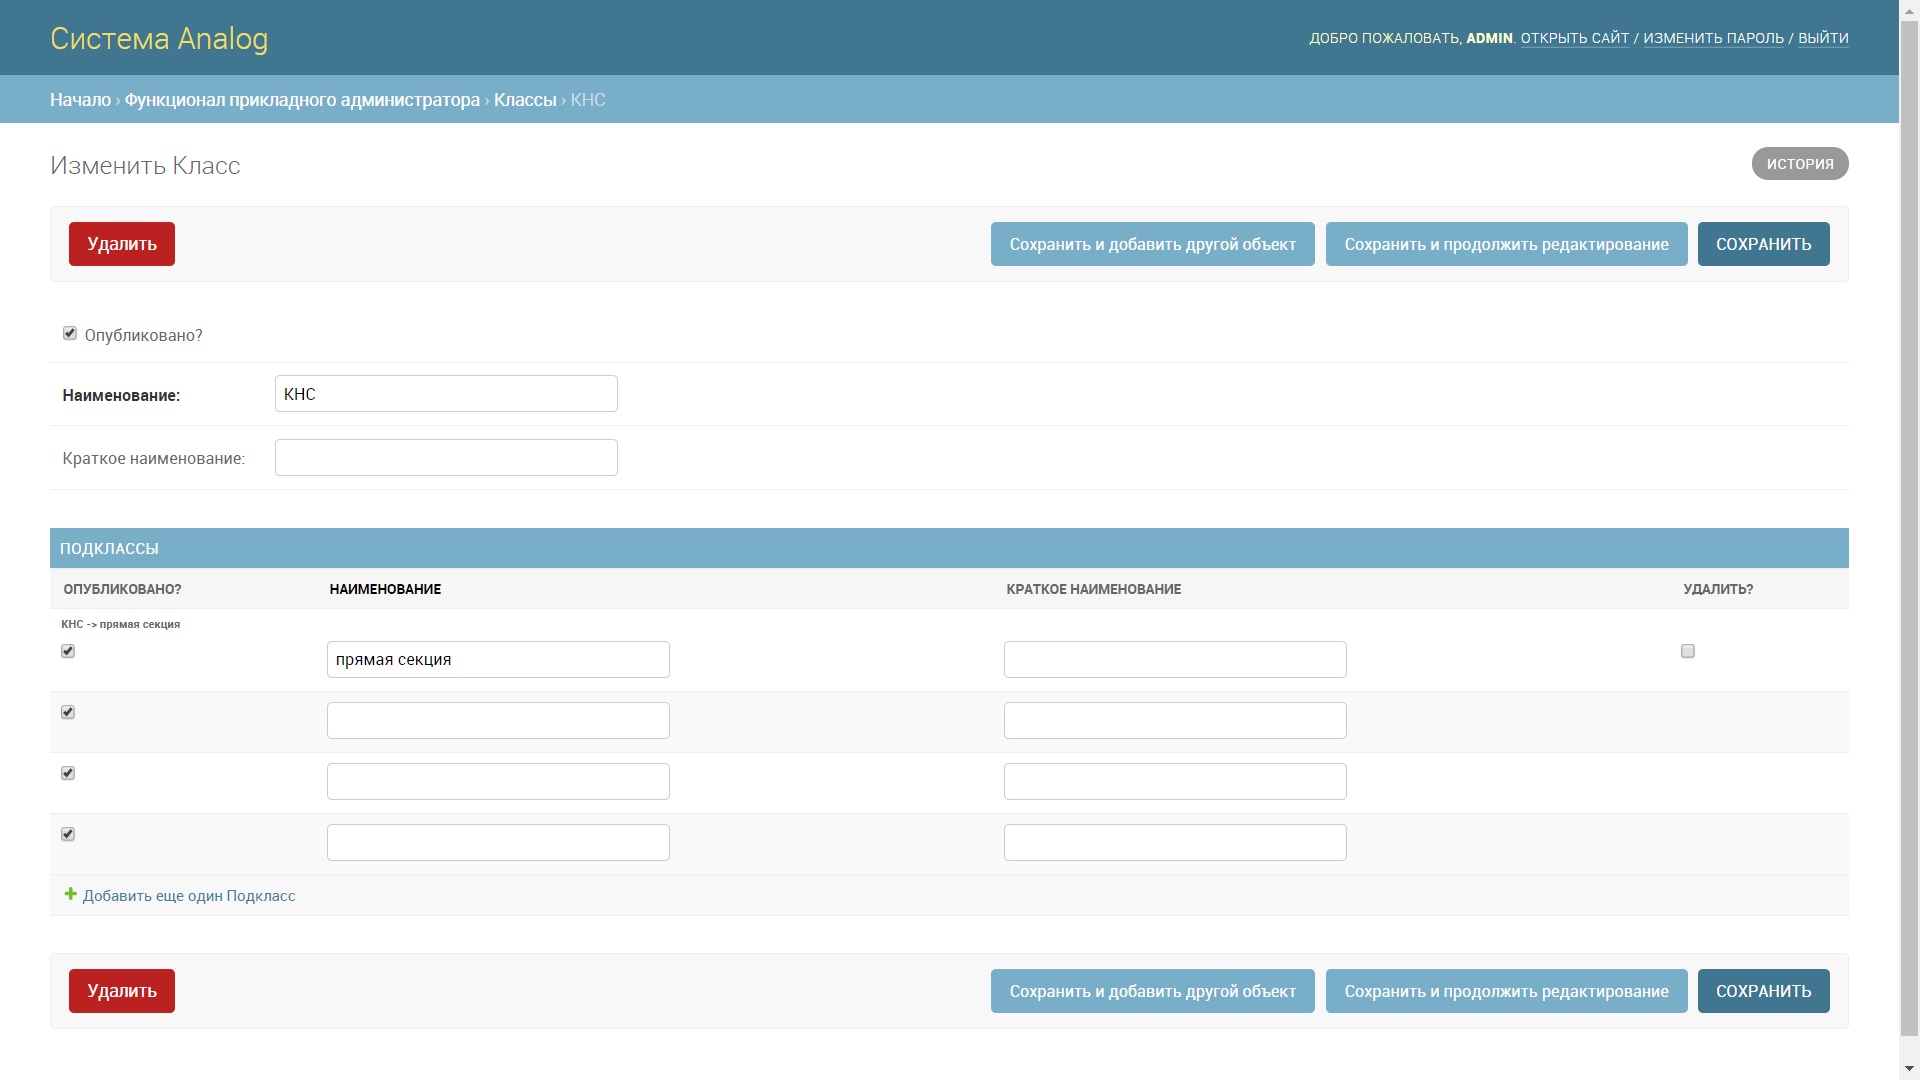 Система Analog
ДОБРО ПОЖАЛОВАТЬ, ADMIN. ОТКРЫТЬ САЙТ / ИЗМЕНИТЬ ПАРОЛЬ / ВЫЙТИ
Начало › Функционал прикладного администратора › Классы › КНС
Изменить Класс
ИСТОРИЯ
Удалить
Сохранить и добавить другой объект
Сохранить и продолжить редактирование
СОХРАНИТЬ
Опубликовано?
Наименование: КНС
Краткое наименование:
ПОДКЛАССЫ
ОПУБЛИКОВАНО? НАИМЕНОВАНИЕ КРАТКОЕ НАИМЕНОВАНИЕ УДАЛИТЬ?
КНС -> прямая секция
прямая секция
Добавить еще один Подкласс
Удалить
Сохранить и добавить другой объект
Сохранить и продолжить редактирование
СОХРАНИТЬ